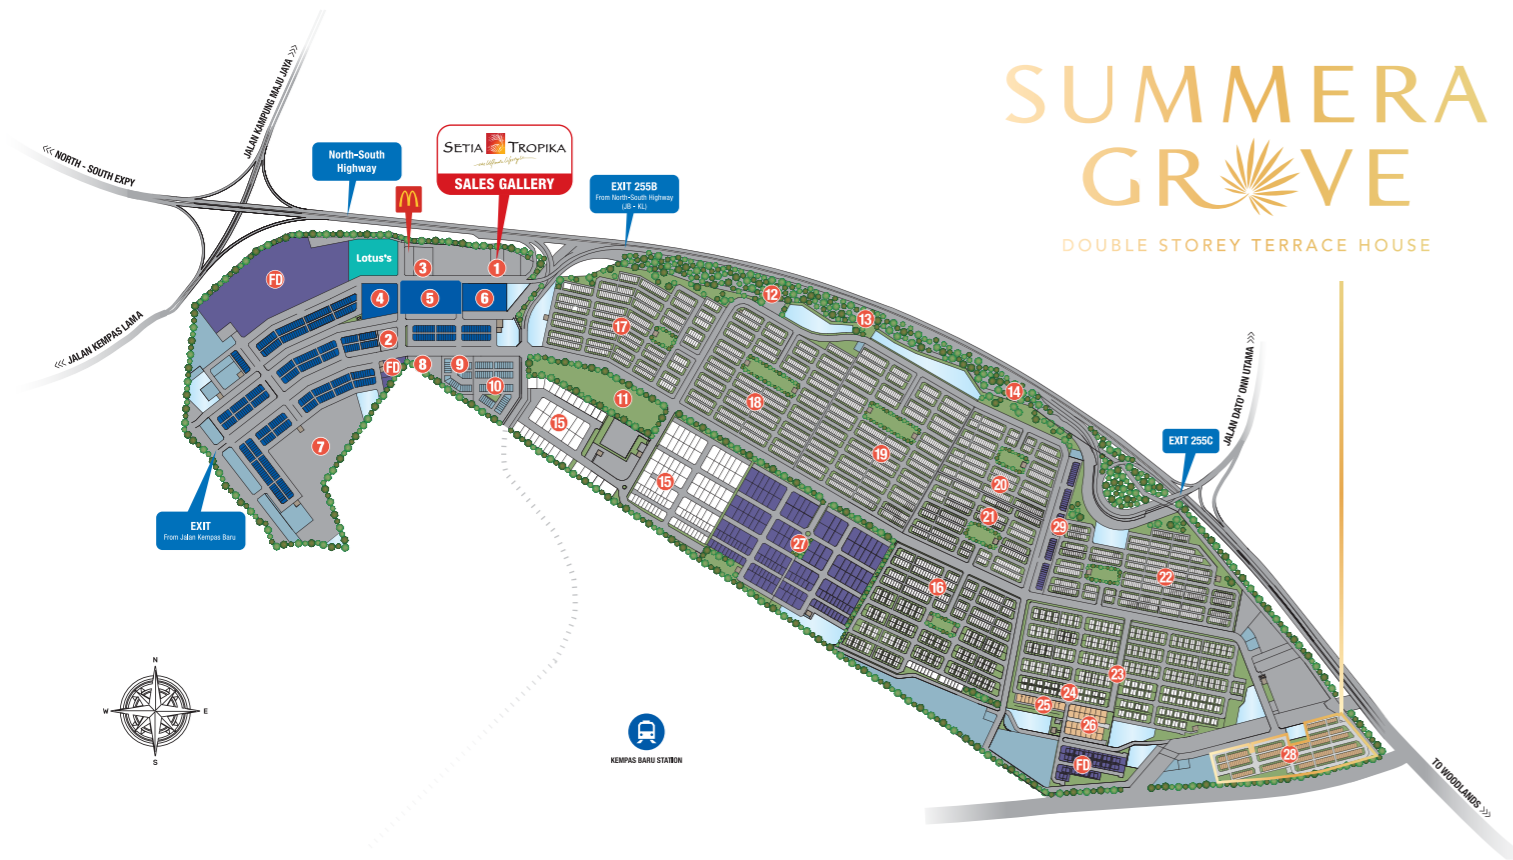 SUMMERA
GROVE
DOUBLE STOREY TERRACE HOUSE
JALAN KAMPUNG MAJU JAYA >>>
<<< NORTH - SOUTH EXPY
North-South
Highway
SETIA TROPIKA
SALES GALLERY
EXIT 255B
From North-South Highway
(JB - KL)
<<< JALAN KEMPAS LAMA
Lotus's
FD
3
1
4
5
6
2
FD
8
9
10
7
EXIT
From Jalan Kempas Baru
12
13
14
17
11
18
15
15
19
20
21
29
27
16
22
EXIT 255C
JALAN DATO' ONN UTAMA >>>
23
24
25
26
FD
28
TO WOODLANDS >>>
N
W
E
S
KEMPAS BARU STATION